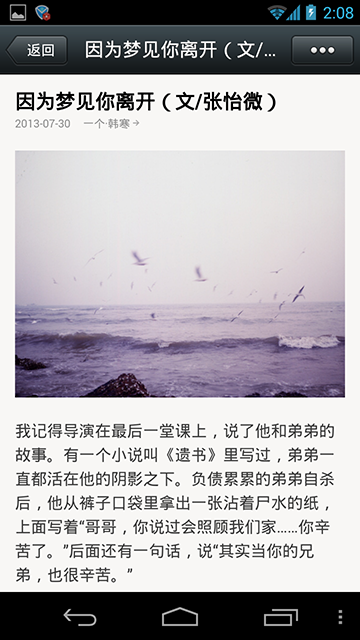 2:08
返回
因为梦见你离开（文/...
因为梦见你离开（文/张怡微）
2013-07-30 一个·韩寒
我记得导演在最后一堂课上，说了他和弟弟的
故事。有一个小说叫《遗书》里写过，弟弟一
直都活在他的阴影之下。负债累累的弟弟自杀
后，他从裤子口袋里拿出一张沾着尸水的纸，
上面写着“哥哥，你说过会照顾我们家……你辛
苦了。”后面还有一句话，说“其实当你的兄
弟，也很辛苦。”